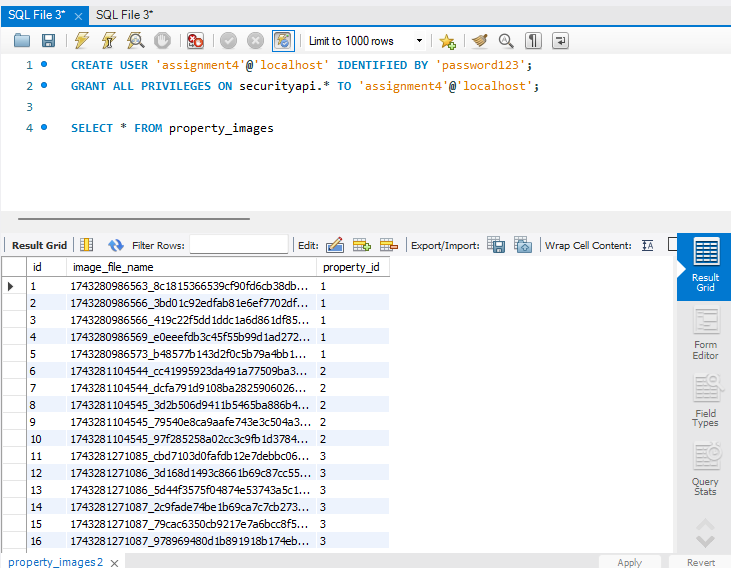 SQL File 3* SQL File 3*
Limit to 1000 rows
1 CREATE USER 'assignment4'@'localhost' IDENTIFIED BY 'password123';
2 GRANT ALL PRIVILEGES ON securityapi.* TO 'assignment4'@'localhost';
3
4 SELECT * FROM property_images
Result Grid Filter Rows: Edit: Export/Import: Wrap Cell Content:
id image_file_name property_id
1 1743280986563_8c1815366539cf90fd6cb38db... 1
2 1743280986566_3bd01c92edfab81e6ef7702df... 1
3 1743280986566_419c22f5dd1ddc1a6d861df85... 1
4 1743280986569_e0eeefdb3c45f55b99d1ad272... 1
5 1743280986573_b48577b143d2f0c5b79a4bb1... 1
6 1743281104544_cc41995923da491a77509ba3... 2
7 1743281104544_dcfa791d9108ba2825906026... 2
8 1743281104545_3d2b506d9411b5465ba886b4... 2
9 1743281104545_79540e8ca9aafe743e3c504a3... 2
10 1743281104545_97f285258a02cc3c9fb1d3784... 2
11 1743281271085_cbd7103d0fafdb12e7debbc06... 3
12 1743281271086_3d168d1493c8661b69c87cc55... 3
13 1743281271086_5d44f3575f04874e53743a5c1... 3
14 1743281271087_2c9fade74be1b69ca7c7cb273... 3
15 1743281271087_79cac6350cb9217e7a6bcc8f5... 3
16 1743281271087_978969480d1b891918b174eb... 3
Result
Grid
Form
Editor
Field
Types
Query
Stats
property_images2 Apply Revert